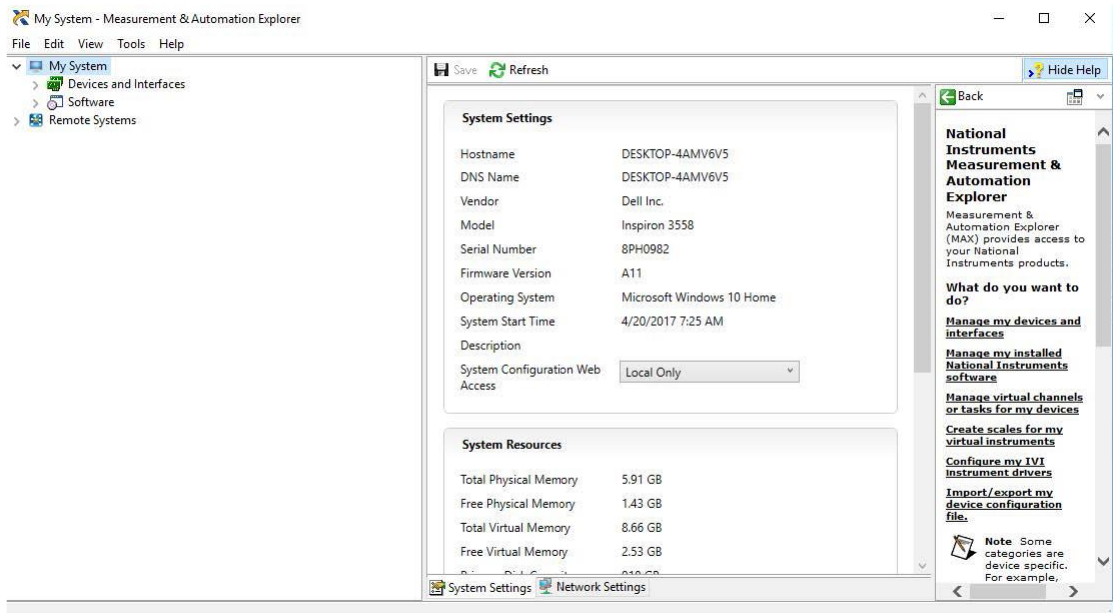 My System - Measurement & Automation Explorer
File Edit View Tools Help
My System
Devices and Interfaces
Software
Remote Systems
Save Refresh
Hide Help
System Settings
Hostname DESKTOP-4AMV6V5
DNS Name DESKTOP-4AMV6V5
Vendor Dell Inc.
Model Inspiron 3558
Serial Number 8PH0982
Firmware Version A11
Operating System Microsoft Windows 10 Home
System Start Time 4/20/2017 7:25 AM
Description
System Configuration Web
Access
Local Only
System Resources
Total Physical Memory 5.91 GB
Free Physical Memory 1.43 GB
Total Virtual Memory 8.66 GB
Free Virtual Memory 2.53 GB
System Settings Network Settings
Back
National
Instruments
Measurement &
Automation
Explorer
Measurement &
Automation Explorer
(MAX) provides access to
your National
Instruments products.
What do you want to
do?
Manage my devices and
interfaces
Manage my installed
National Instruments
software
Manage virtual channels
or tasks for my devices
Create scales for my
virtual instruments
Configure my IVI
Instrument drivers
Import/export my
device configuration
file.
Note Some
categories are
device specific.
For example,